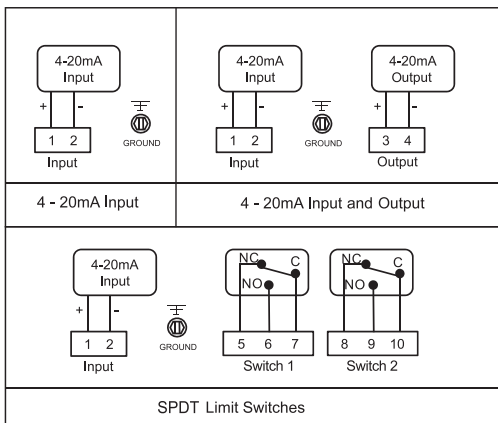 4-20mA
Input
+ -
1 2
Input
GROUND
4 - 20mA Input
4-20mA
Input
+ -
1 2
Input
GROUND
4-20mA
Output
+ -
3 4
Output
4 - 20mA Input and Output
4-20mA
Input
+ -
1 2
Input
GROUND
NC C
NO
5 6 7
Switch 1
NC C
NO
8 9 10
Switch 2
SPDT Limit Switches